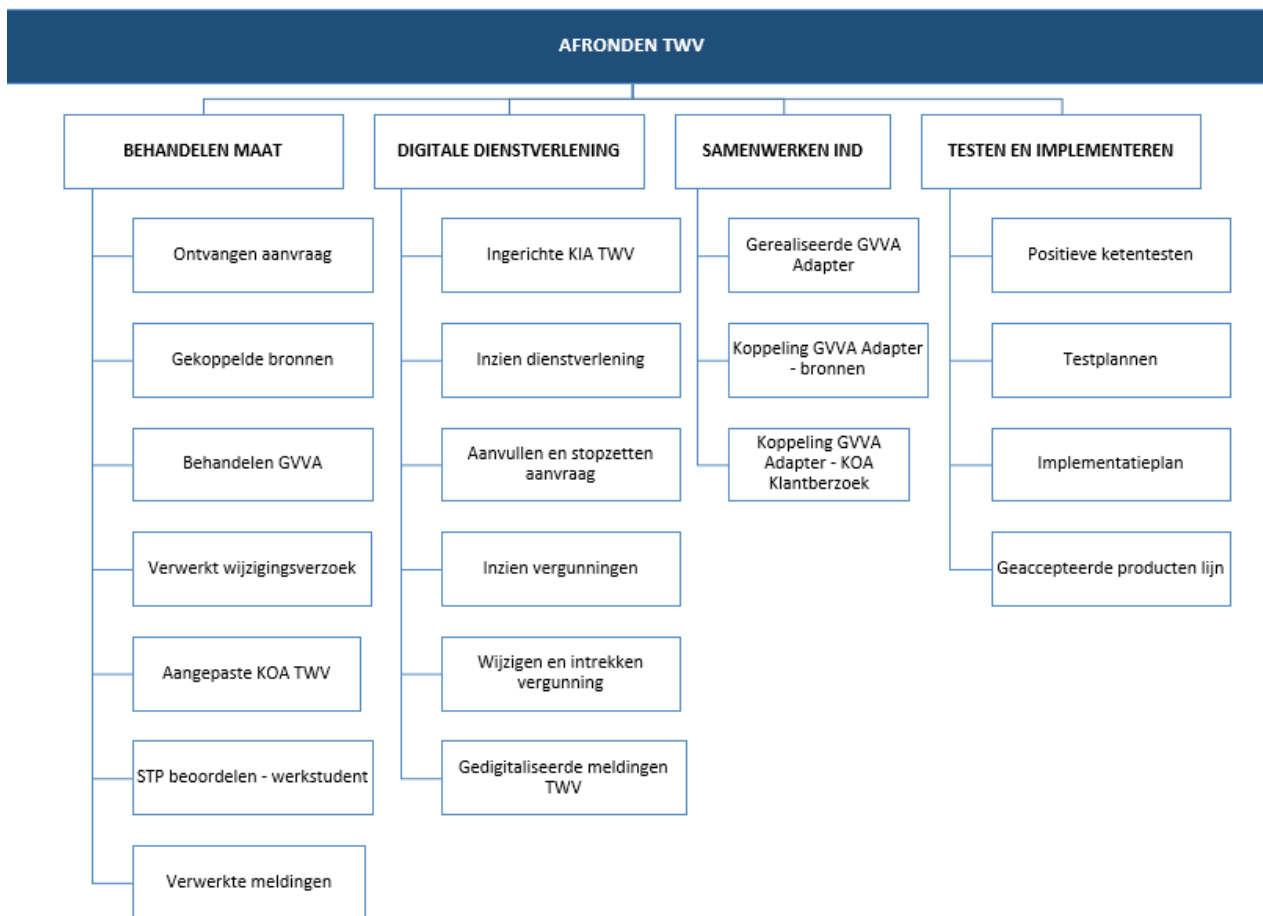 AFRONDEN TWV
BEHANDELEN MAAT
Ontvangen aanvraag
Gekoppelde bronnen
Behandelen GVVA
Verwerkt wijzigingsverzoek
Aangepaste KOA TWV
STP beoordelen - werkstudent
Verwerkte meldingen
DIGITALE DIENSTVERLENING
Ingerichte KIA TWV
Inzien dienstverlening
Aanvullen en stopzetten
aanvraag
Inzien vergunningen
Wijzigen en intrekken
vergunning
Gedigitaliseerde meldingen
TWV
SAMENWERKEN IND
Gerealiseerde GVVA
Adapter
Koppeling GVVA Adapter
- bronnen
Koppeling GVVA
Adapter - KOA
Klantberzoek
TESTEN EN IMPLEMENTEREN
Positieve ketentesten
Testplannen
Implementatieplan
Geaccepteerde producten lijn